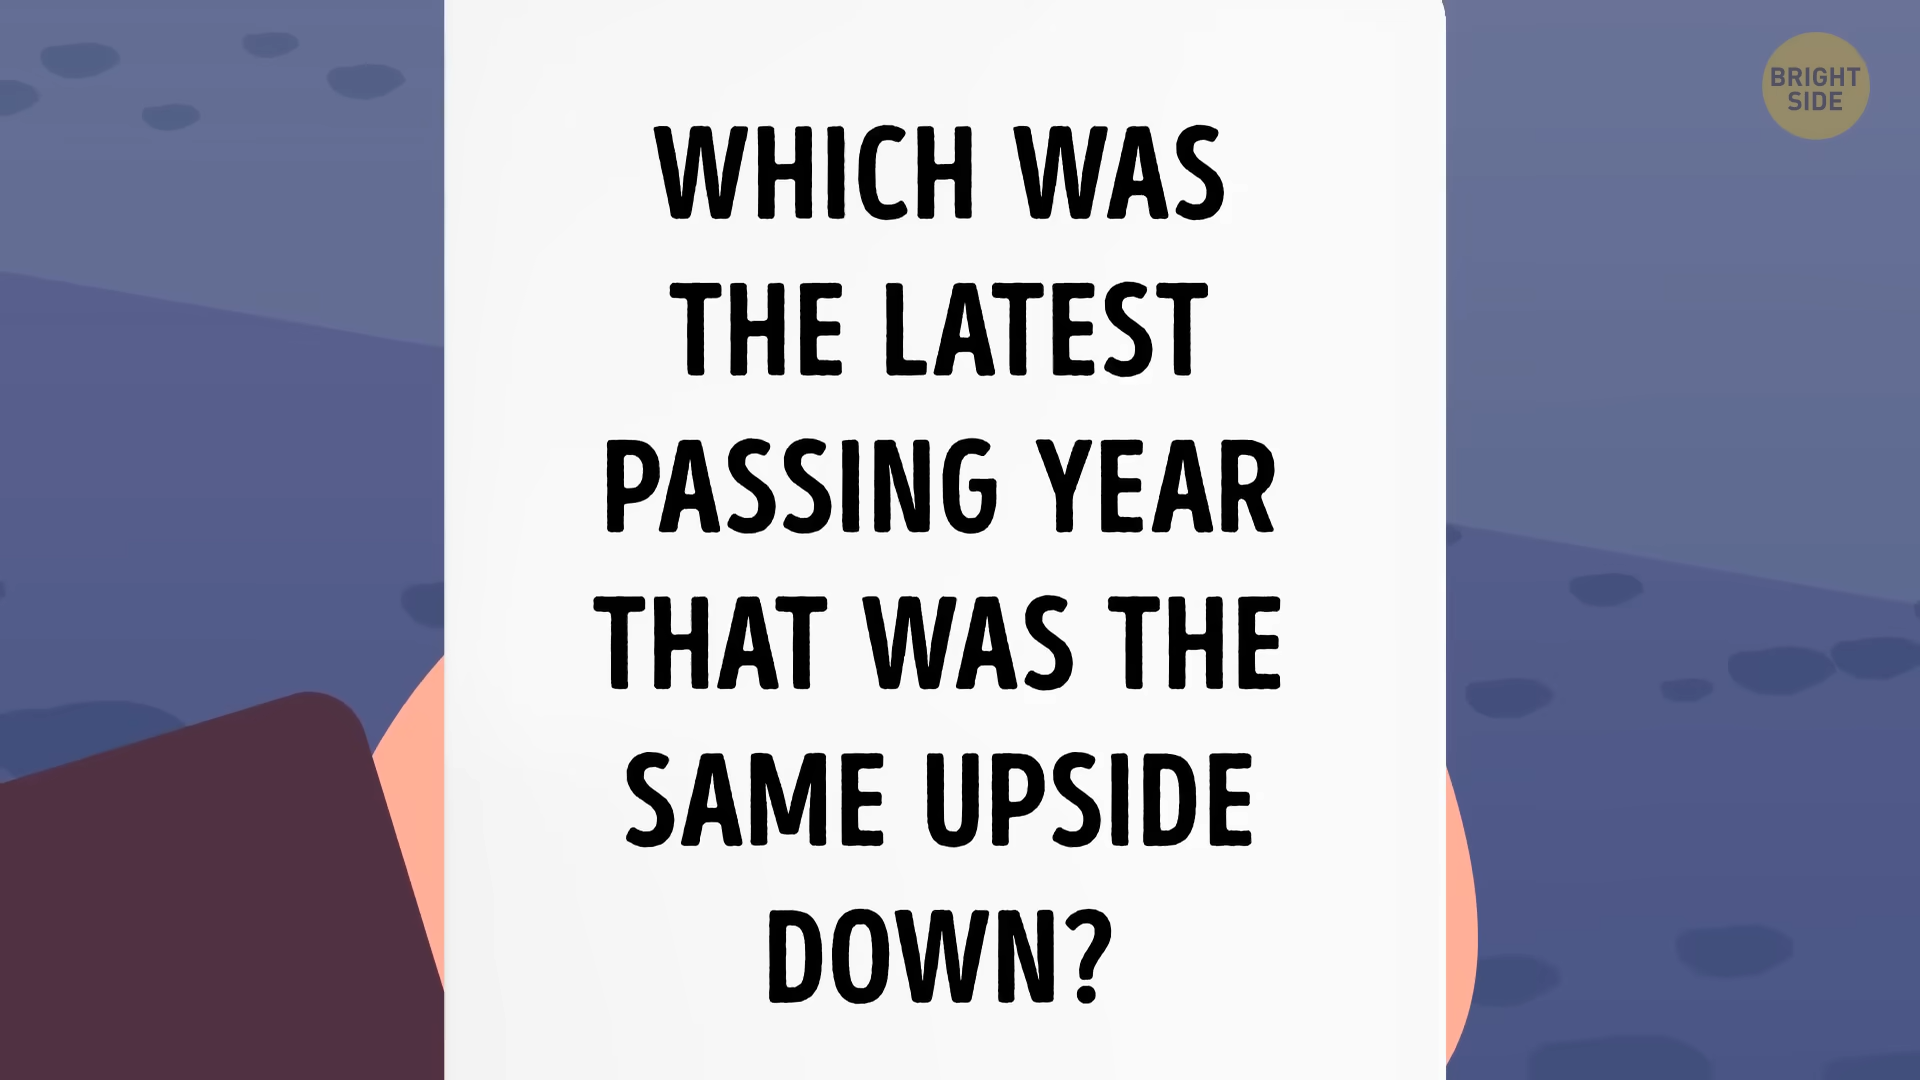 WHICH WAS
THE LATEST
PASSING YEAR
THAT WAS THE
SAME UPSIDE
DOWN?
BRIGHT
SIDE